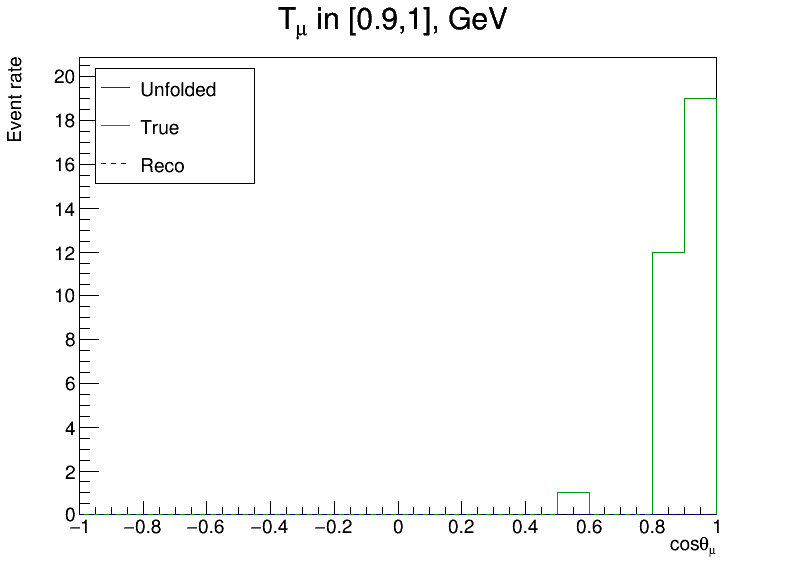 T_μ in [0.9,1], GeV
Event rate
20
18
16
14
12
10
8
6
4
2
0
Unfolded
True
Reco
−1 −0.8 −0.6 −0.4 −0.2 0 0.2 0.4 0.6 0.8 1
cosθ_μ